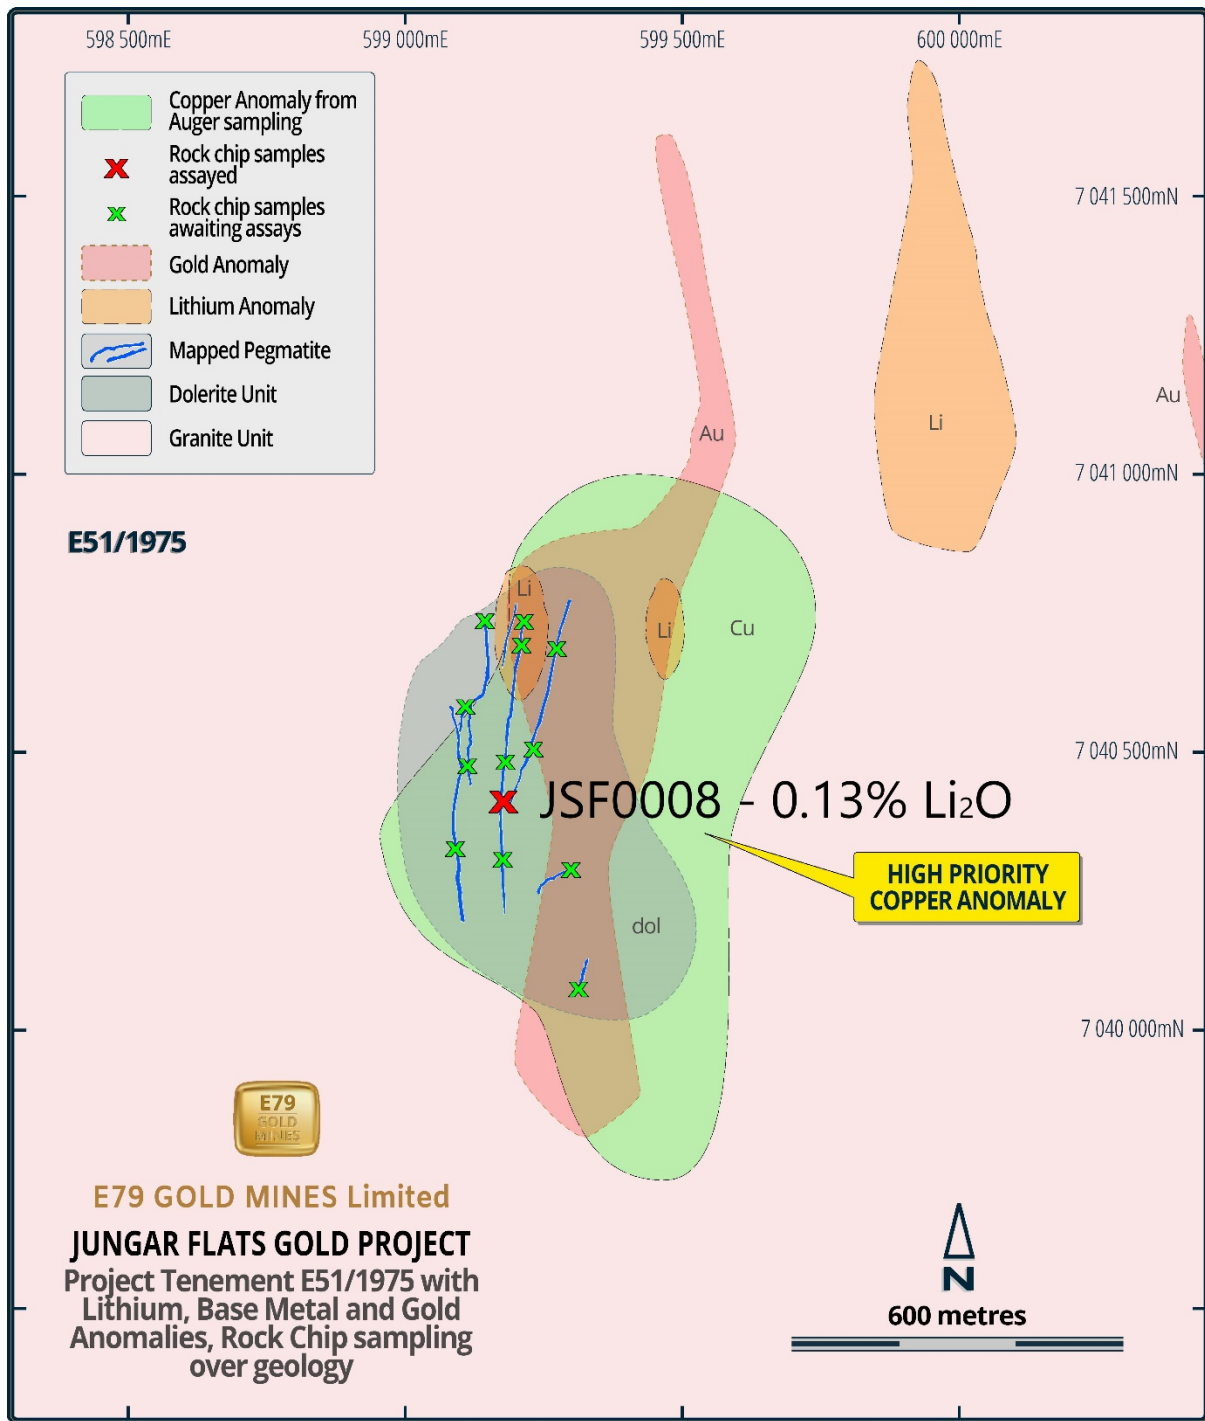 598 500mE
599 000mE
599 500mE
600 000mE
Copper Anomaly from
Auger sampling
Rock chip samples
assayed
Rock chip samples
awaiting assays
Gold Anomaly
Lithium Anomaly
Mapped Pegmatite
Dolerite Unit
Granite Unit
7 041 500mN
Au
Li
Au
7 041 000mN
E51/1975
Li
Li
Cu
7 040 500mN
JSF0008 - 0.13% Li₂O
HIGH PRIORITY
COPPER ANOMALY
dol
7 040 000mN
E79
GOLD
MINES
E79 GOLD MINES Limited
JUNGAR FLATS GOLD PROJECT
Project Tenement E51/1975 with
Lithium, Base Metal and Gold
Anomalies, Rock Chip sampling
over geology
N
600 metres